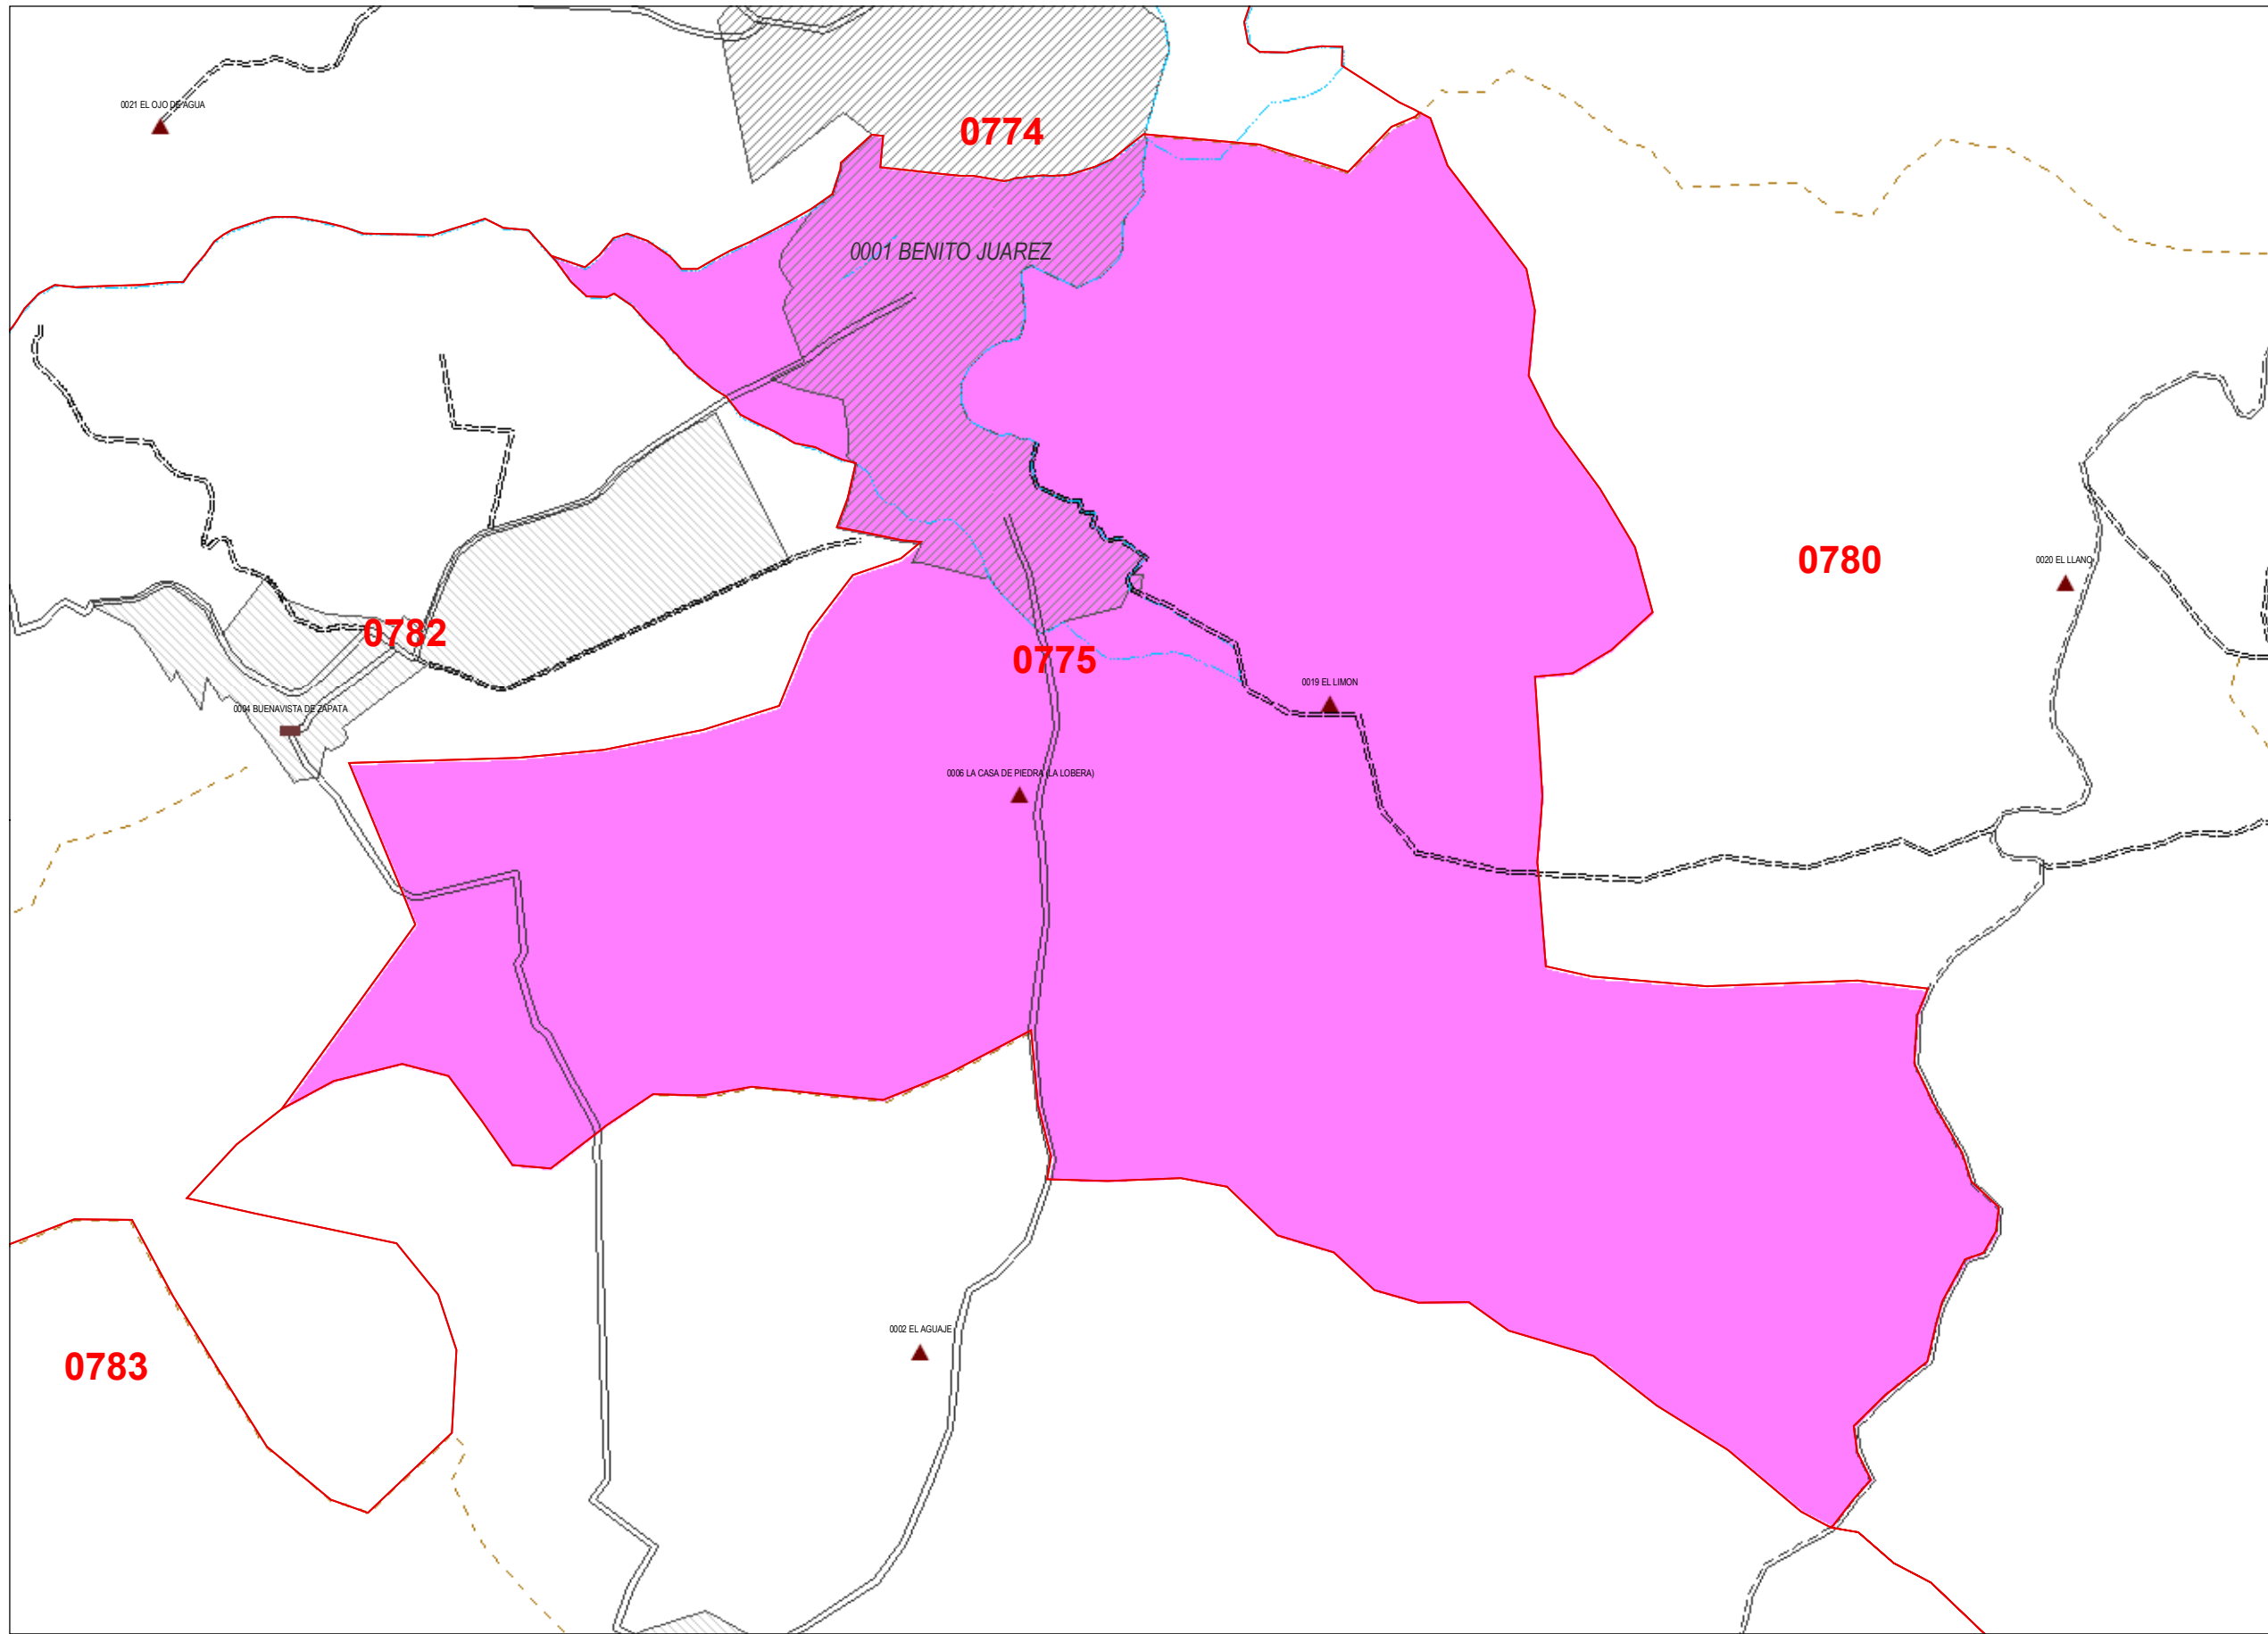 0021 EL OJO DE AGUA
0774
0001 BENITO JUAREZ
0780
0020 EL LLANO
0782
0775
0019 EL LIMON
0004 BUENAVISTA DE ZAPATA
0006 LA CASA DE PIEDRA (LA LOBERA)
0002 EL AGUAJE
0783